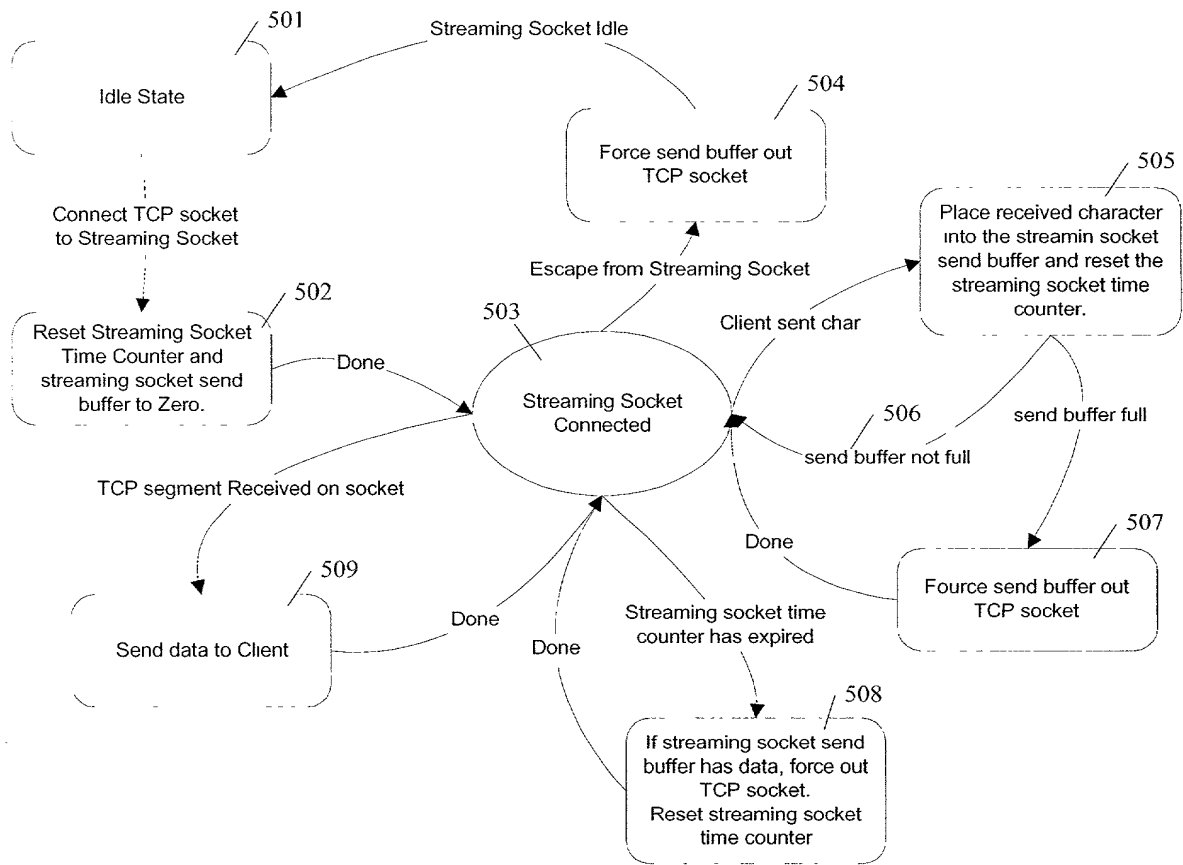 501
Streaming Socket Idle
Idle State
504
Force send buffer out
TCP socket
505
Connect TCP socket
to Streaming Socket
Place received character
into the streamin socket
send buffer and reset the
streaming socket time
counter.
Escape from Streaming Socket
502
503
Reset Streaming Socket
Time Counter and
streaming socket send
buffer to Zero.
Client sent char
Done
Streaming Socket
Connected
506
send buffer full
send buffer not full
TCP segment Received on socket
507
Done
509
Fource send buffer out
TCP socket
Send data to Client
Done
Streaming socket time
counter has expired
Done
508
If streaming socket send
buffer has data, force out
TCP socket.
Reset streaming socket
time counter